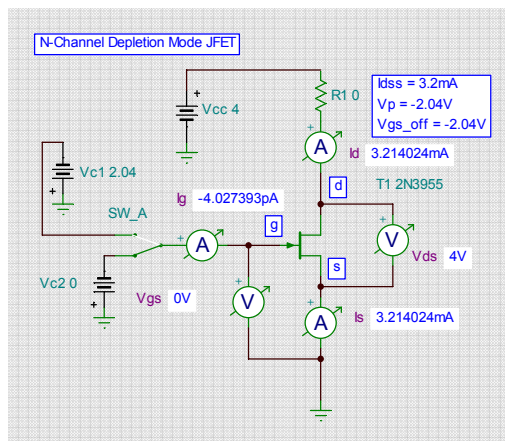 N-Channel Depletion Mode JFET
R1 0
Idss = 3.2mA
Vp = -2.04V
Vgs_off = -2.04V
Vcc 4
+
+
A
Id 3.214024mA
+
Vc1 2.04
T1 2N3955
Ig -4.027393pA
d
SW_A
g
+
+
A
V
Vds 4V
s
+
Vc2 0
Vgs 0V
+
V
+
A
Is 3.214024mA